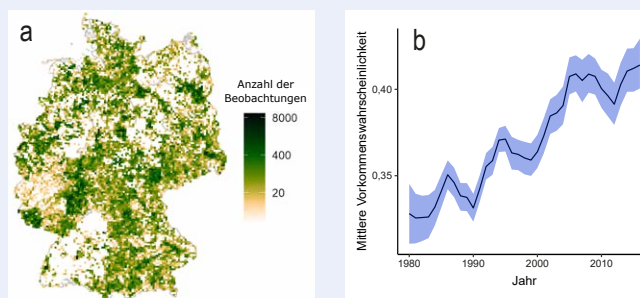 a
Anzahl der
Beobachtungen
8000
400
20
b
Mittlere Vorkommenswahrscheinlichkeit
0,40
0,35
1980
1990
2000
2010
Jahr